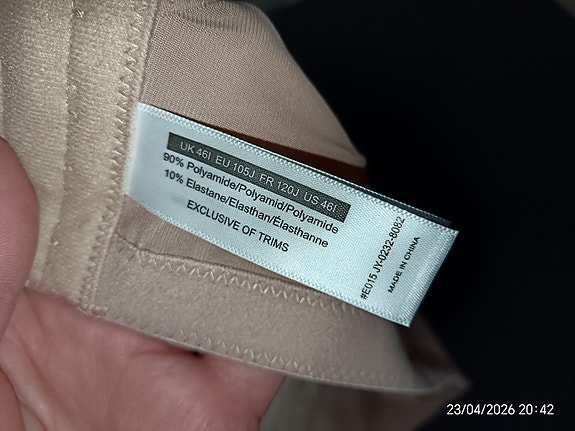 UK 46I EU 105J FR 120J US 46I
90% Polyamide/Polyamid/Polyamide
10% Elastane/Elasthan/Élasthanne
EXCLUSIVE OF TRIMS
#E015 JY-0232-8082
MADE IN CHINA
23/04/2026 20:42